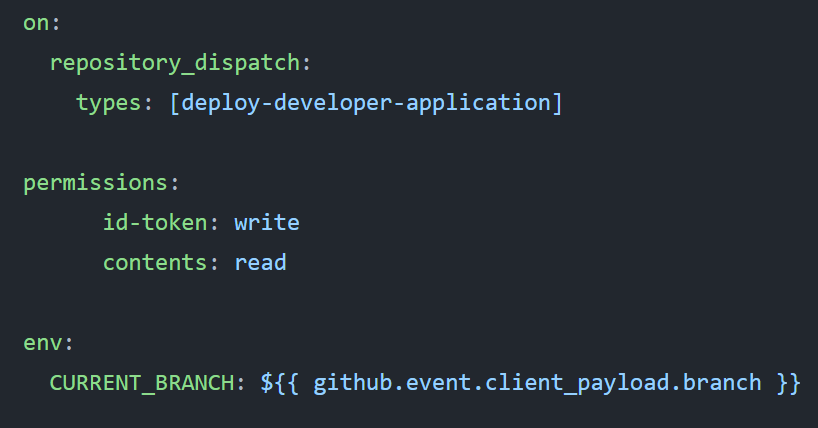 on:
  repository_dispatch:
    types: [deploy-developer-application]
permissions:
      id-token: write
      contents: read
env:
  CURRENT_BRANCH: ${{ github.event.client_payload.branch }}